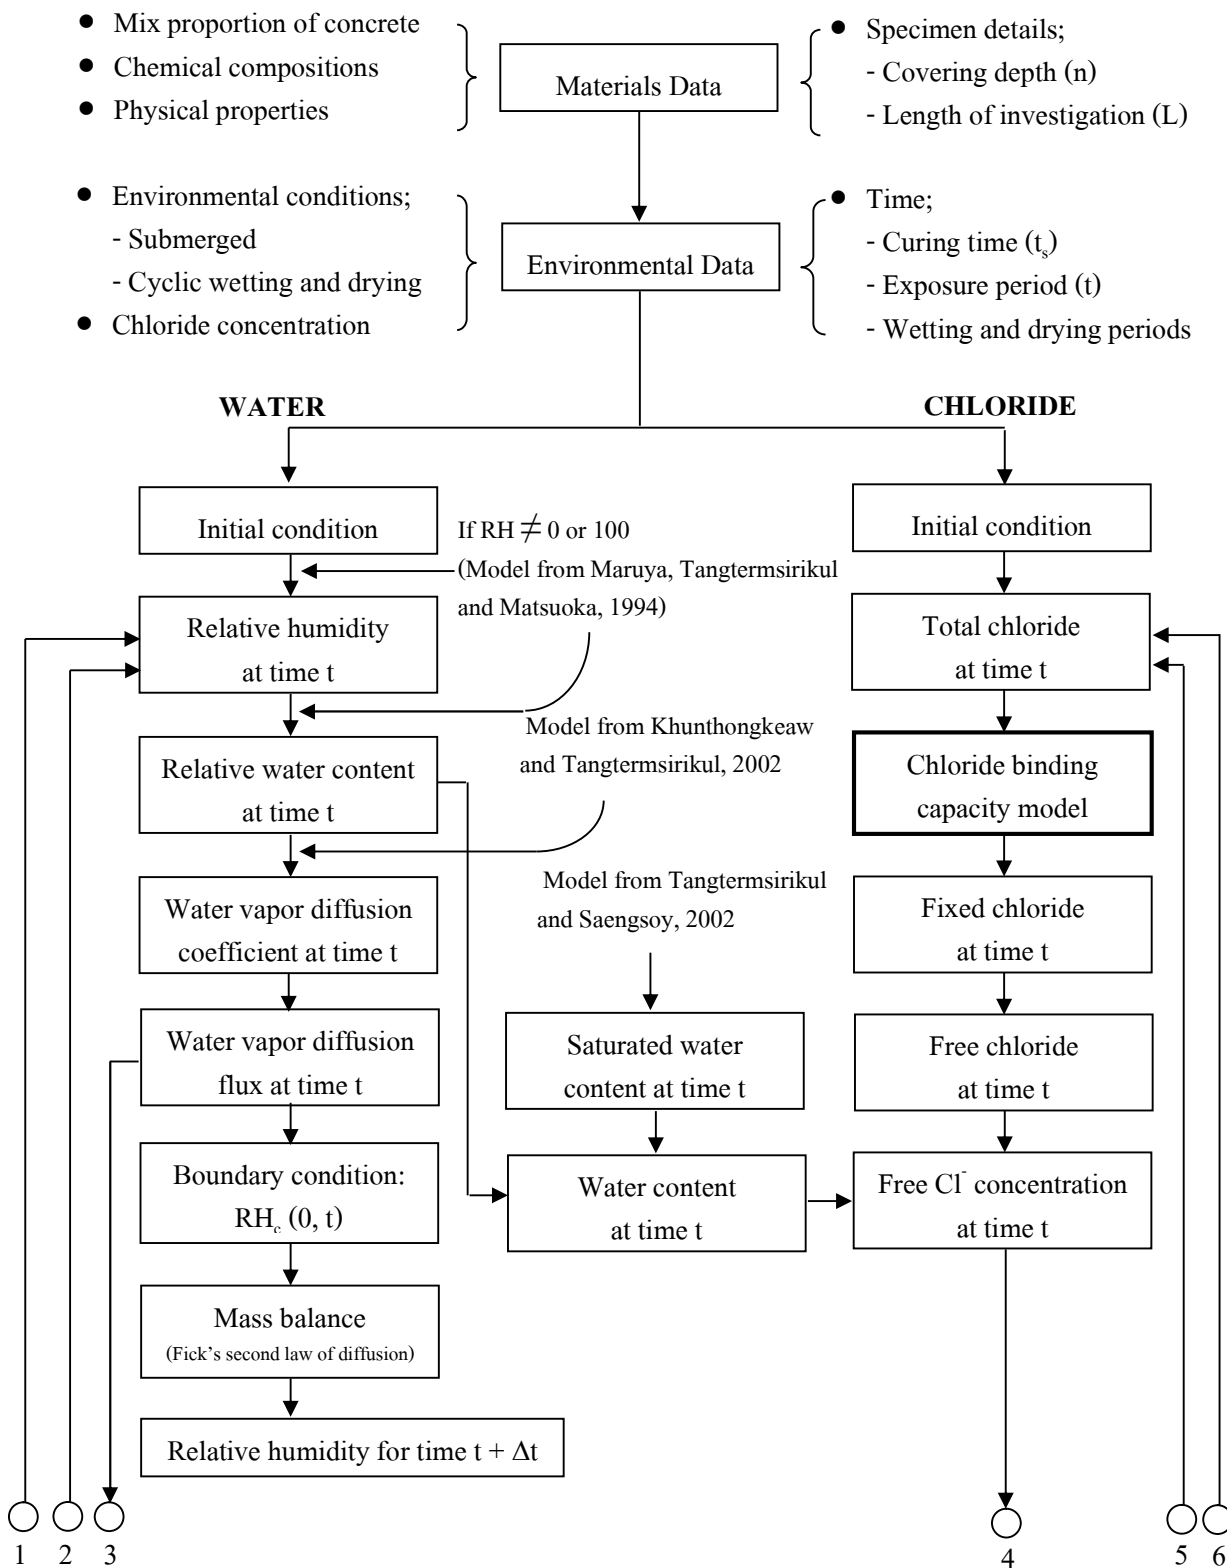 ● Mix proportion of concrete
● Chemical compositions
● Physical properties
Materials Data
● Specimen details;
- Covering depth (n)
- Length of investigation (L)
● Environmental conditions;
- Submerged
- Cyclic wetting and drying
● Chloride concentration
Environmental Data
● Time;
- Curing time (tₛ)
- Exposure period (t)
- Wetting and drying periods
WATER
CHLORIDE
Initial condition
If RH ≠ 0 or 100
(Model from Maruya, Tangtermsirikul
and Matsuoka, 1994)
Relative humidity
at time t
Model from Khunthongkeaw
and Tangtermsirikul, 2002
Relative water content
at time t
Model from Tangtermsirikul
and Saengsoy, 2002
Water vapor diffusion
coefficient at time t
Water vapor diffusion
flux at time t
Saturated water
content at time t
Boundary condition:
RH_c (0, t)
Water content
at time t
Mass balance
(Fick's second law of diffusion)
Relative humidity for time t + Δt
Initial condition
Total chloride
at time t
Chloride binding
capacity model
Fixed chloride
at time t
Free chloride
at time t
Free Cl⁻ concentration
at time t
1
2
3
4
5
6